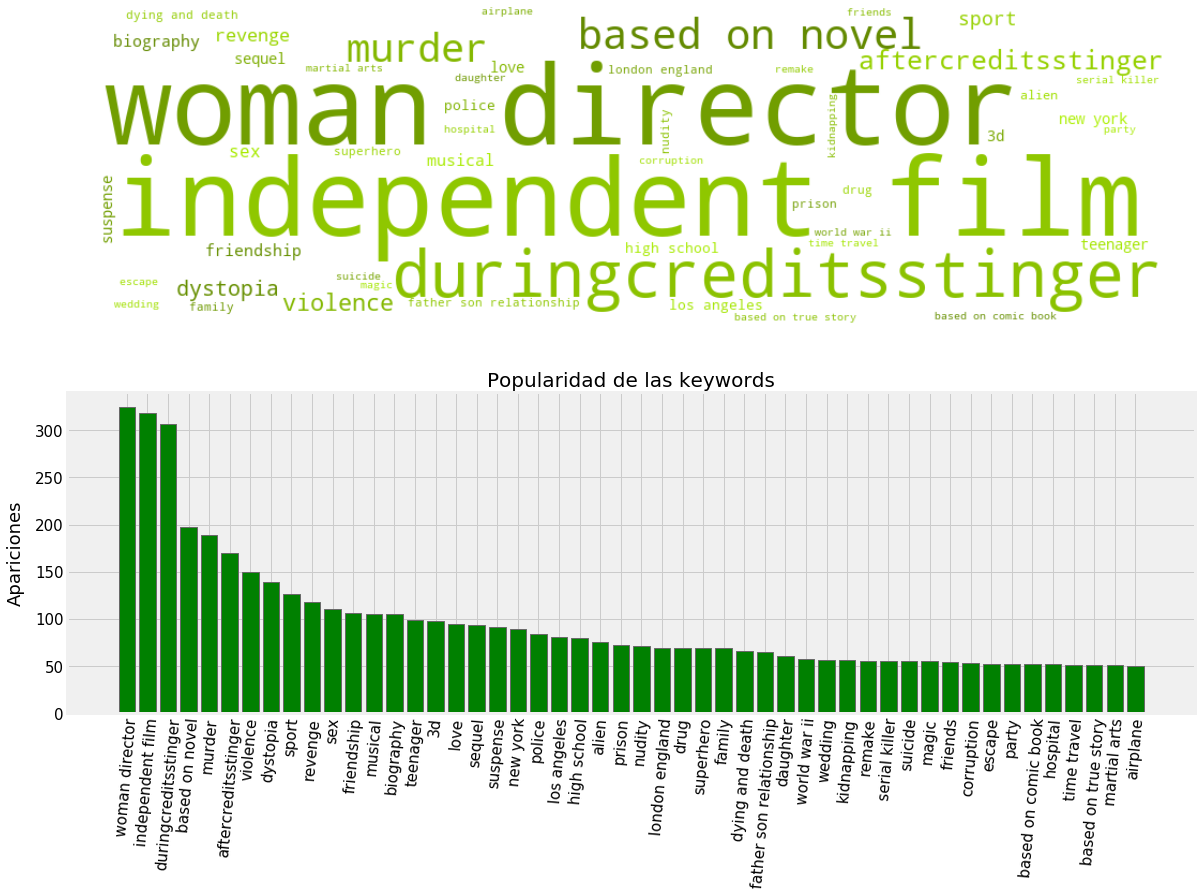 dying and death
airplane
friends
sport
based on novel
revenge
biography
murder
sequel
love
aftercreditsstinger
martial arts
daughter
london england
remake
serial killer
woman director
alien
police
nudity
kidnapping
new york
hospital
3d
party
sex
superhero
musical
corruption
independent film
suspense
drug
prison
world war ii
time travel
friendship
high school
teenager
escape
suicide
magic
duringcreditsstinger
dystopia
wedding
family
violence
father son relationship
los angeles
based on true story
based on comic book
Popularidad de las keywords
Apariciones
300
250
200
150
100
50
0
woman director
independent film
duringcreditsstinger
based on novel
murder
aftercreditsstinger
violence
dystopia
sport
revenge
sex
friendship
musical
biography
teenager
3d
love
sequel
suspense
new york
police
los angeles
high school
alien
prison
nudity
london england
drug
superhero
family
dying and death
father son relationship
daughter
world war ii
wedding
kidnapping
remake
serial killer
suicide
magic
friends
corruption
escape
party
based on comic book
hospital
time travel
based on true story
martial arts
airplane